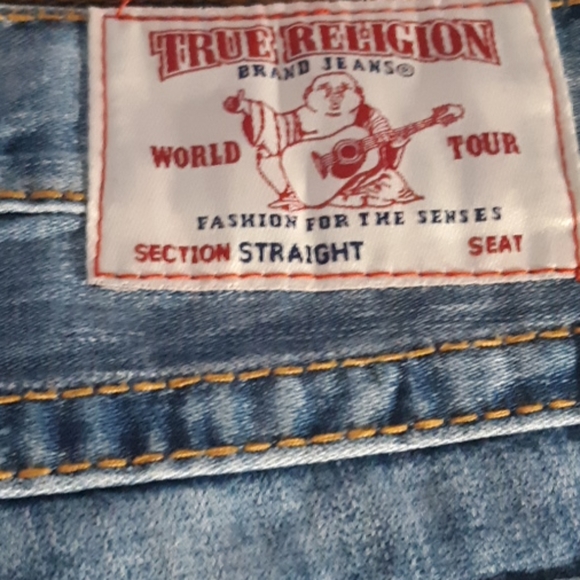 TRUE RELIGION
BRAND JEANS®
WORLD TOUR
FASHION FOR THE SENSES
SECTION STRAIGHT SEAT